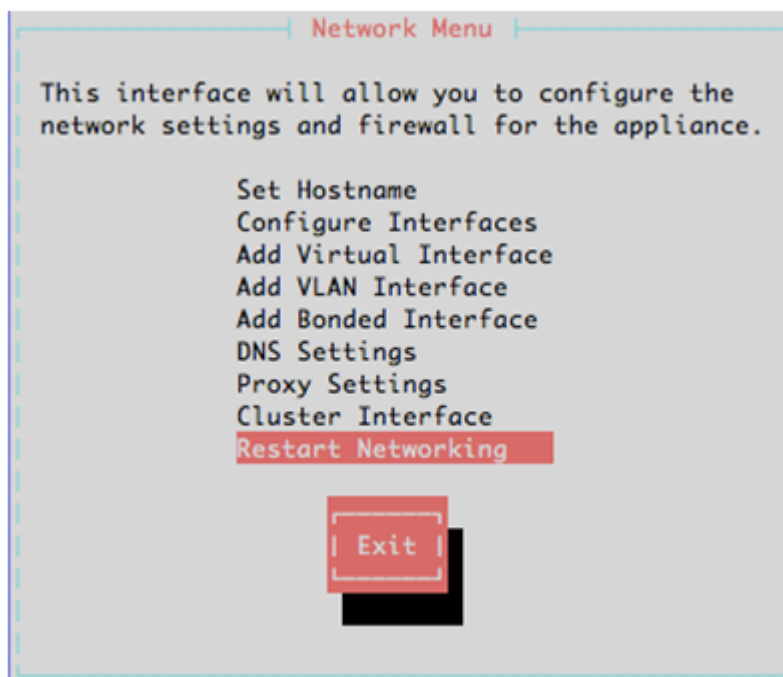 Network Menu
This interface will allow you to configure the
network settings and firewall for the appliance.
Set Hostname
Configure Interfaces
Add Virtual Interface
Add VLAN Interface
Add Bonded Interface
DNS Settings
Proxy Settings
Cluster Interface
Restart Networking
Exit